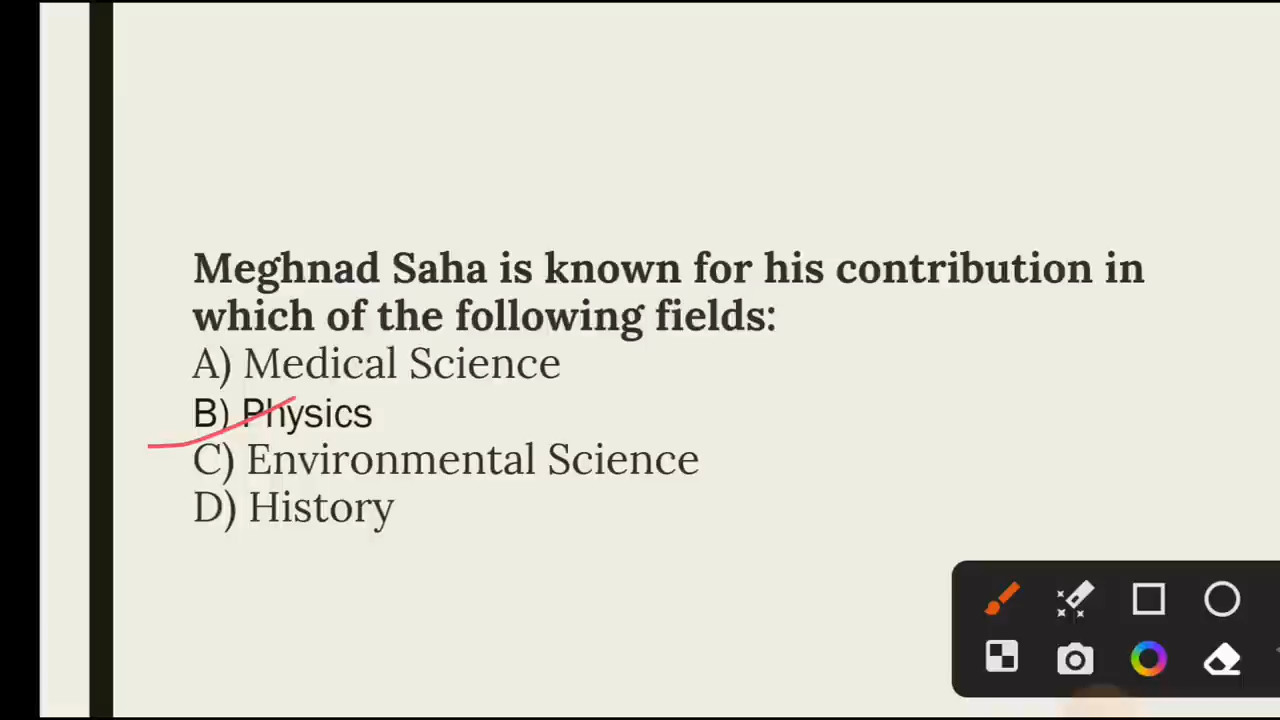 Meghnad Saha is known for his contribution in
which of the following fields:
A) Medical Science
B) Physics
C) Environmental Science
D) History